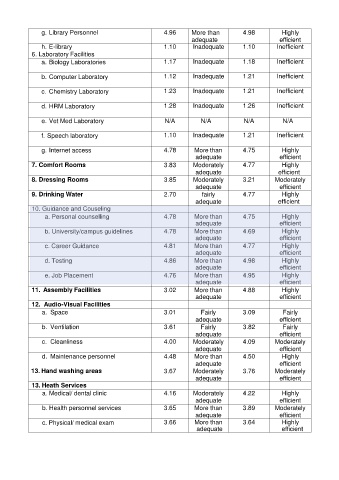 g. Library Personnel 4.96 More than adequate 4.98 Highly efficient
h. E-library 1.10 Inadequate 1.10 Inefficient
6. Laboratory Facilities
a. Biology Laboratories 1.17 Inadequate 1.18 Inefficient
b. Computer Laboratory 1.12 Inadequate 1.21 Inefficient
c. Chemistry Laboratory 1.23 Inadequate 1.21 Inefficient
d. HRM Laboratory 1.28 Inadequate 1.26 Inefficient
e. Vet Med Laboratory N/A N/A N/A N/A
f. Speech laboratory 1.10 Inadequate 1.21 Inefficient
g. Internet access 4.78 More than adequate 4.75 Highly efficient
7. Comfort Rooms 3.83 Moderately adequate 4.77 Highly efficient
8. Dressing Rooms 3.85 Moderately adequate 3.21 Moderately efficient
9. Drinking Water 2.70 fairly adequate 4.77 Highly efficient
10. Guidance and Couseling
a. Personal counselling 4.78 More than adequate 4.75 Highly efficient
b. University/campus guidelines 4.78 More than adequate 4.69 Highly efficient
c. Career Guidance 4.81 More than adequate 4.77 Highly efficient
d. Testing 4.86 More than adequate 4.98 Highly efficient
e. Job Placement 4.76 More than adequate 4.95 Highly efficient
11. Assembly Facilities 3.02 More than adequate 4.88 Highly efficient
12. Audio-Visual Facilities
a. Space 3.01 Fairly adequate 3.09 Fairly efficient
b. Ventilation 3.61 Fairly adequate 3.82 Fairly efficient
c. Cleanliness 4.00 Moderately adequate 4.09 Moderately efficient
d. Maintenance personnel 4.48 More than adequate 4.50 Highly efficient
13. Hand washing areas 3.67 Moderately adequate 3.76 Moderately efficient
13. Heath Services
a. Medical/ dental clinic 4.16 Moderately adequate 4.22 Highly efficient
b. Health personnel services 3.65 More than adequate 3.89 Moderately efficient
c. Physical/ medical exam 3.66 More than adequate 3.64 Highly efficient